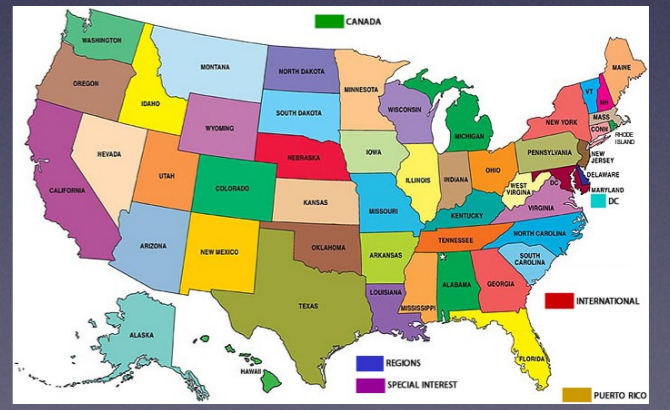 CANADA
WASHINGTON
MAINE
MONTANA
NORTH DAKOTA
MINNESOTA
OREGON
VT
NH
IDAHO
WISCONSIN
SOUTH DAKOTA
MASS
NEW YORK
WYOMING
CONN
RHODE
ISLAND
MICHIGAN
NEVADA
IOWA
PENNSYLVANIA
NEW
JERSEY
NEBRASKA
OHIO
UTAH
ILLINOIS
INDIANA
DELAWARE
DC
WEST
VIRGINIA
MARYLAND
COLORADO
CALIFORNIA
DC
KANSAS
MISSOURI
VIRGINIA
KENTUCKY
NORTH CAROLINA
TENNESSEE
ARIZONA
OKLAHOMA
NEW MEXICO
ARKANSAS
SOUTH
CAROLINA
ALABAMA
GEORGIA
LOUISIANA
INTERNATIONAL
TEXAS
MISSISSIPPI
ALASKA
FLORIDA
REGIONS
HAWAII
SPECIAL INTEREST
PUERTO RICO